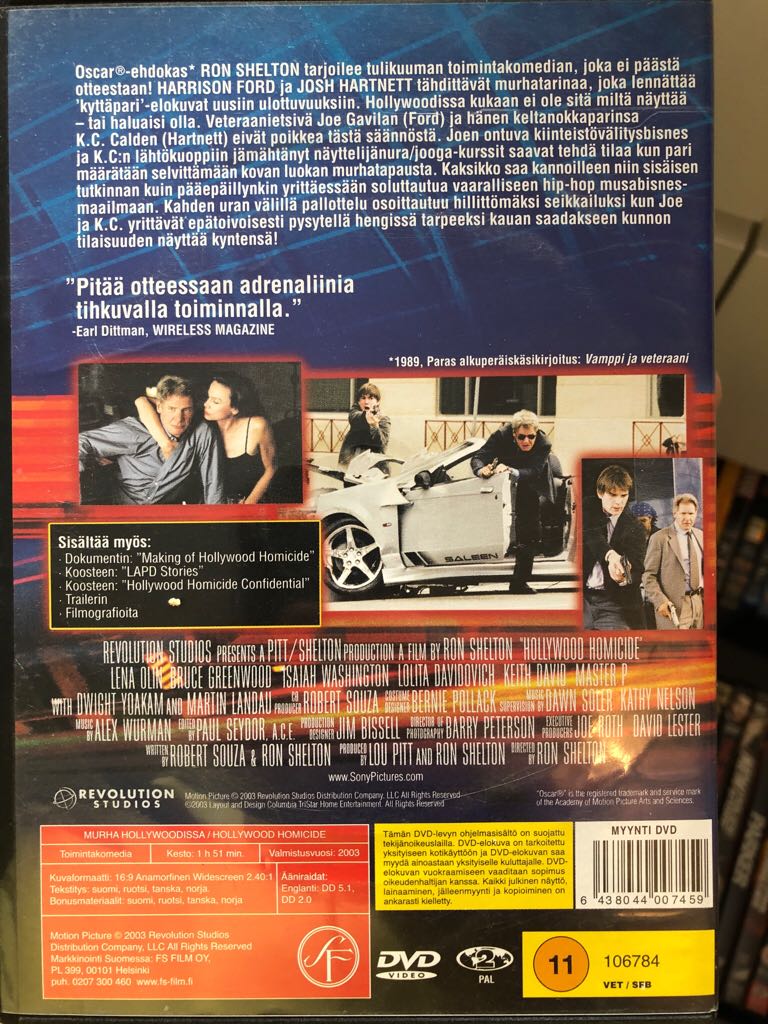 Oscar®-ehdokas* RON SHELTON tarjoilee tulikuuman toimintakomedian, joka ei päästä
otteestaan! HARRISON FORD ja JOSH HARTNETT tähdittävät murhatarinaa, joka lennättää
'kyttäpari'-elokuvat uusiin ulottuvuuksiin. Hollywoodissa kukaan ei ole sitä miltä näyttää
– tai haluaisi olla. Veteraanietsivä Joe Gavilan (Ford) ja hänen keltanokkaparinsa
K.C. Calden (Hartnett) eivät poikkea tästä säännöstä. Joen ontuva kiinteistövälitysbisnes
ja K.C:n lähtökuoppiin jämähtänyt näyttelijänura/jooga-kurssit saavat tehdä tilaa kun pari
määrätään selvittämään kovan luokan murhatapausta. Kaksikko saa kannoilleen niin sisäisen
tutkinnan kuin pääepäillynkin yrittäessään soluttautua vaaralliseen hip-hop musabisnes-
maailmaan. Kahden uran välillä pallottelu osoittautuu hillittömäksi seikkailuksi kun Joe
ja K.C. yrittävät epätoivoisesti pysytellä hengissä tarpeeksi kauan saadakseen kunnon
tilaisuuden näyttää kyntensä!
"Pitää otteessaan adrenaliinia
tihkuvalla toiminnalla."
-Earl Dittman, WIRELESS MAGAZINE
*1989, Paras alkuperäiskäsikirjoitus: Vamppi ja veteraani
SALEEN
Sisältää myös:
· Dokumentin: "Making of Hollywood Homicide"
· Koosteen: "LAPD Stories"
· Koosteen: "Hollywood Homicide Confidential"
· Trailerin
· Filmografioita
REVOLUTION STUDIOS PRESENTS A PITT/SHELTON PRODUCTION A FILM BY RON SHELTON "HOLLYWOOD HOMICIDE"
LENA OLIN BRUCE GREENWOOD ISAIAH WASHINGTON LOLITA DAVIDOVICH KEITH DAVID MASTER P
WITH DWIGHT YOAKAM AND MARTIN LANDAU CO PRODUCER ROBERT SOUZA COSTUME DESIGNER BERNIE POLLACK MUSIC SUPERVISION BY DAWN SOLER KATHY NELSON
MUSIC BY ALEX WURMAN EDITED BY PAUL SEYDOR, A.C.E. PRODUCTION DESIGNER JIM BISSELL DIRECTOR OF PHOTOGRAPHY BARRY PETERSON EXECUTIVE PRODUCERS JOE ROTH DAVID LESTER
WRITTEN BY ROBERT SOUZA & RON SHELTON PRODUCED BY LOU PITT AND RON SHELTON DIRECTED BY RON SHELTON
www.SonyPictures.com
REVOLUTION STUDIOS
Motion Picture © 2003 Revolution Studios Distribution Company, LLC All Rights Reserved
©2003 Layout and Design Columbia TriStar Home Entertainment. All Rights Reserved
"Oscar®" is the registered trademark and service mark
of the Academy of Motion Picture Arts and Sciences.
MURHA HOLLYWOODISSA / HOLLYWOOD HOMICIDE
Toimintakomedia Kesto: 1 h 51 min. Valmistusvuosi: 2003
Kuvaformaatti: 16:9 Anamorfinen Widescreen 2.40:1
Tekstitys: suomi, ruotsi, tanska, norja.
Bonusmateriaalit: suomi, ruotsi, tanska, norja
Ääniraidat:
Englanti: DD 5.1,
DD 2.0
Motion Picture © 2003 Revolution Studios
Distribution Company, LLC All Rights Reserved
Markkinointi Suomessa: FS FILM OY,
PL 399, 00101 Helsinki
puh. 0207 300 460 www.fs-film.fi
SF
Tämän DVD-levyn ohjelmasisältö on suojattu
tekijänoikeuslailla. DVD-elokuva on tarkoitettu
yksityiseen kotikäyttöön ja DVD-elokuvan saa
myydä ainoastaan yksityiselle kuluttajalle. DVD-
elokuvan vuokraamiseen vaaditaan sopimus
oikeudenhaltijan kanssa. Kaikki julkinen näyttö,
lainaaminen, jälleenmyynti ja kopioiminen on
ankarasti kielletty.
MYYNTI DVD
6 438044 007459
DVD
VIDEO
2
PAL
11
106784
VET / SFB